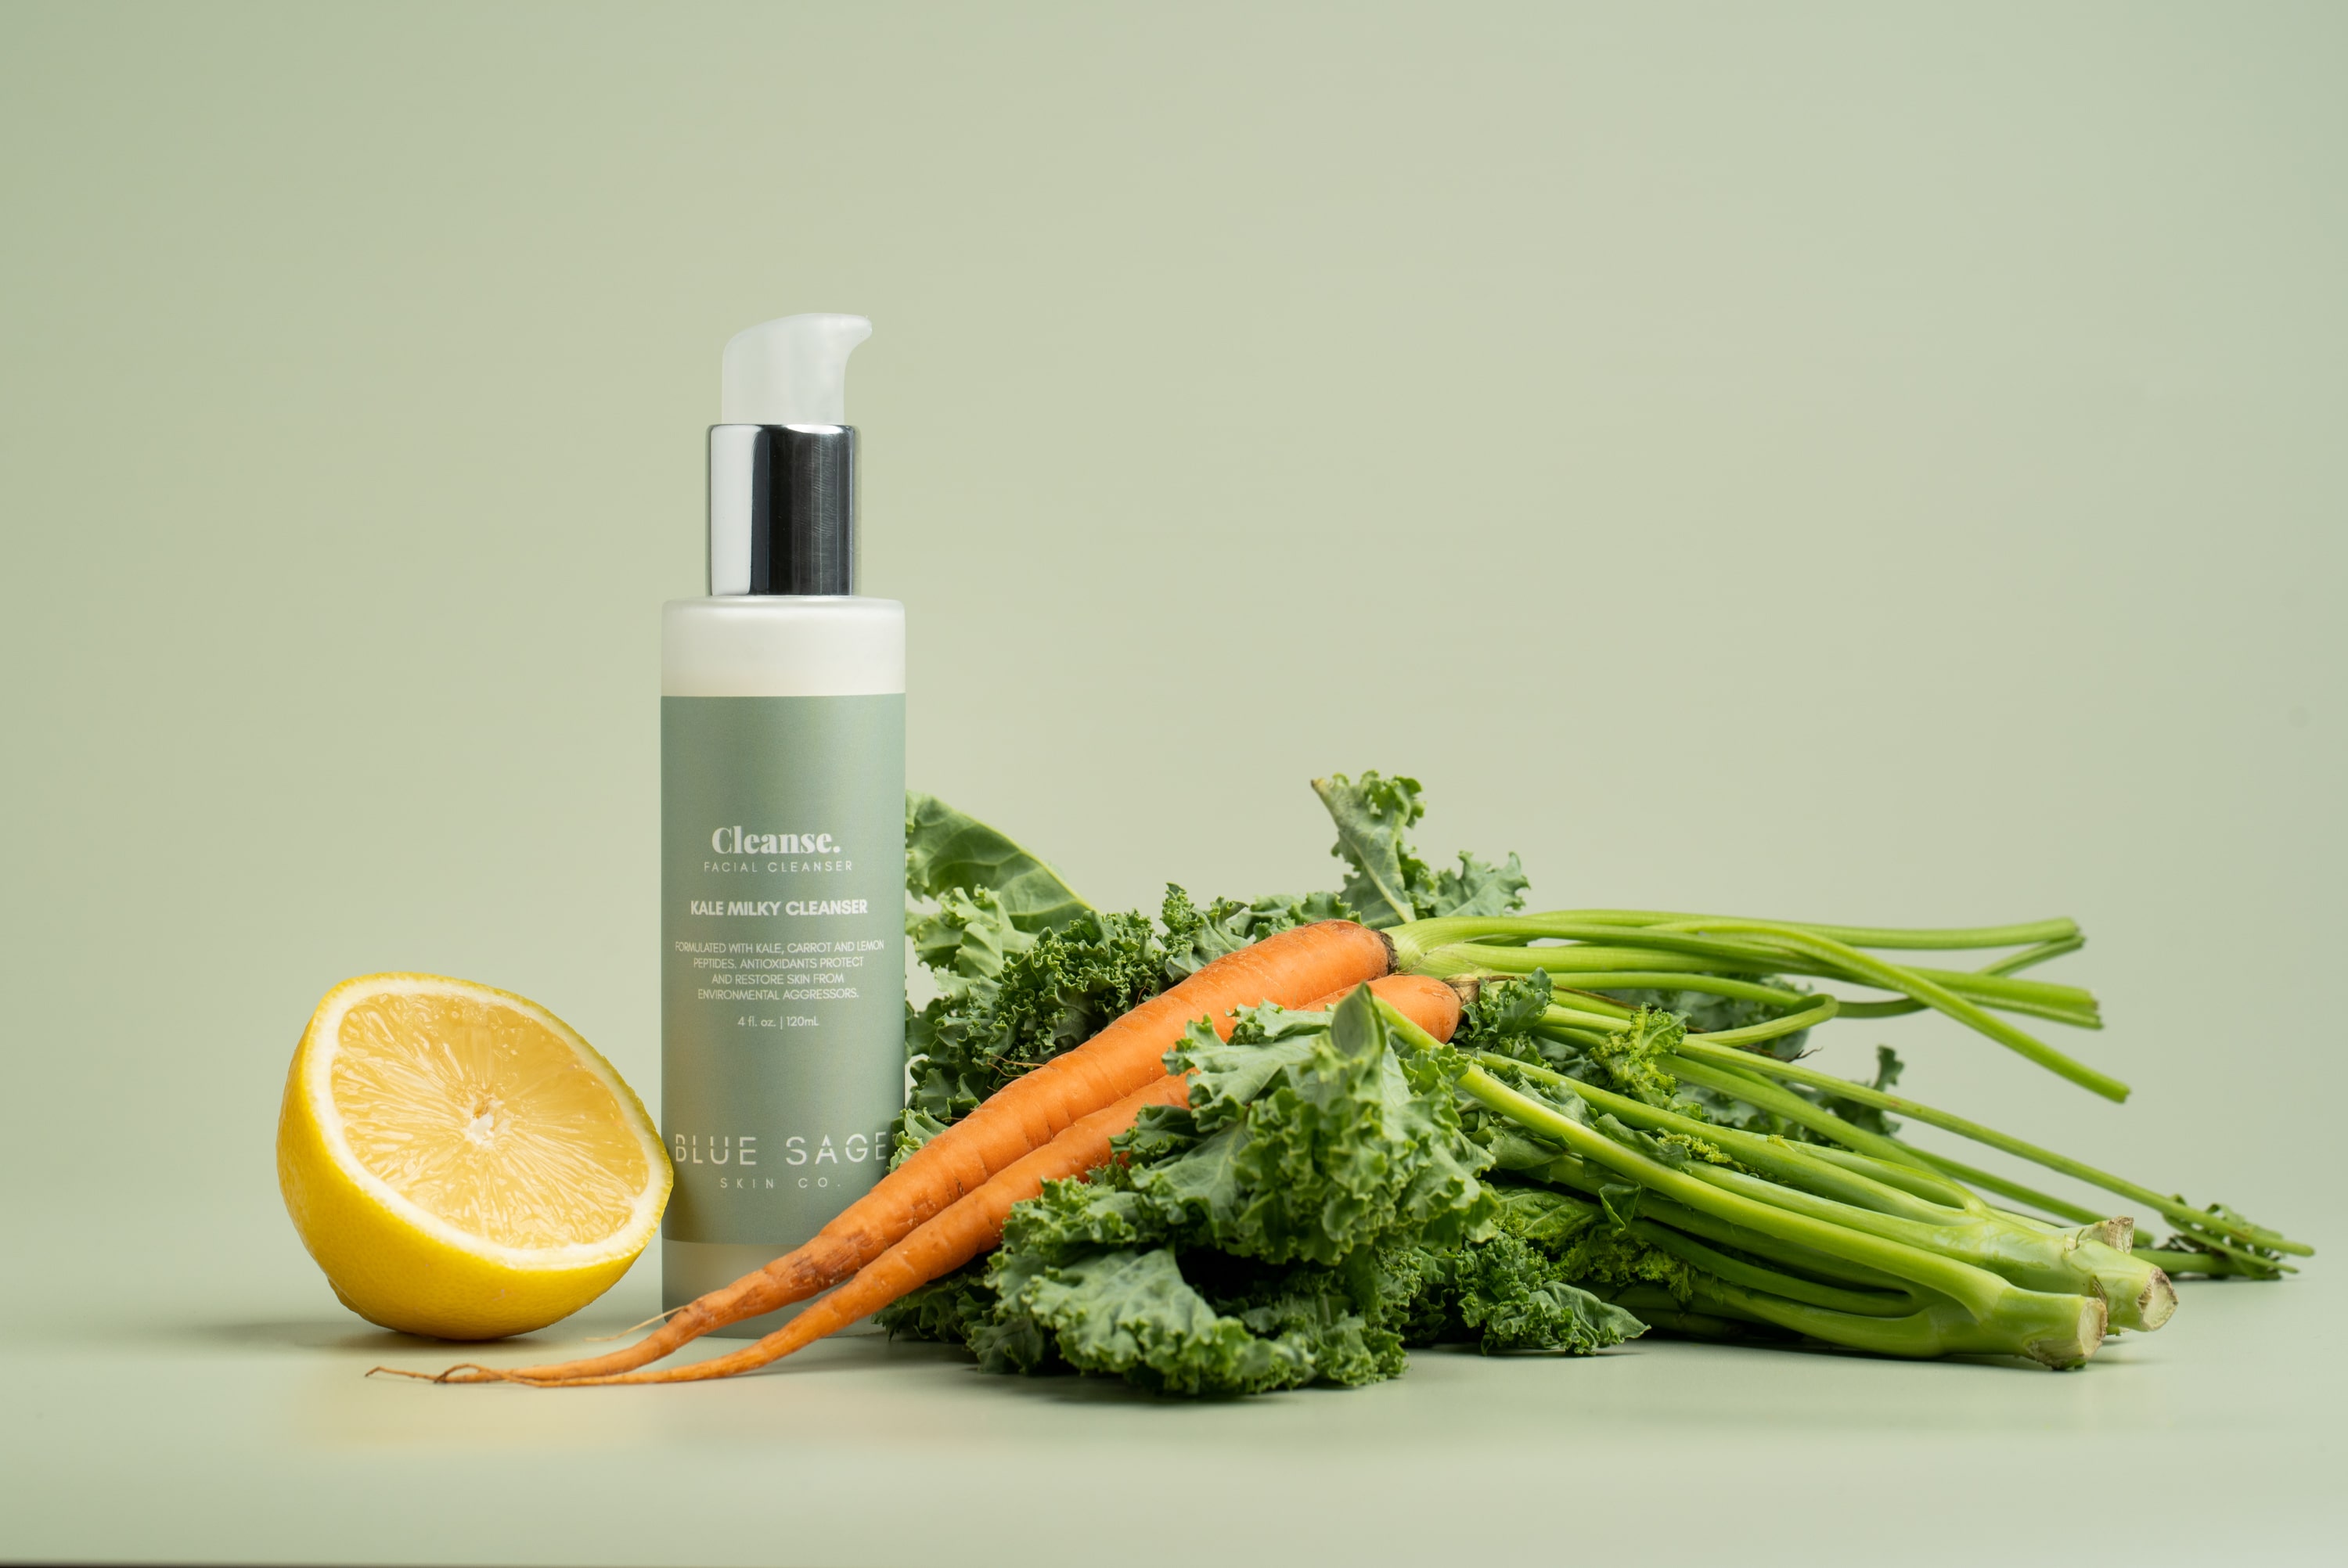 Cleanse.
FACIAL CLEANSER
KALE MILKY CLEANSER
FORMULATED WITH KALE, CARROT AND LEMON
PEPTIDES. ANTIOXIDANTS PROTECT
AND RESTORE SKIN FROM
ENVIRONMENTAL AGGRESSORS.
4 fl. oz. | 120mL
BLUE SAGE
SKIN CO.